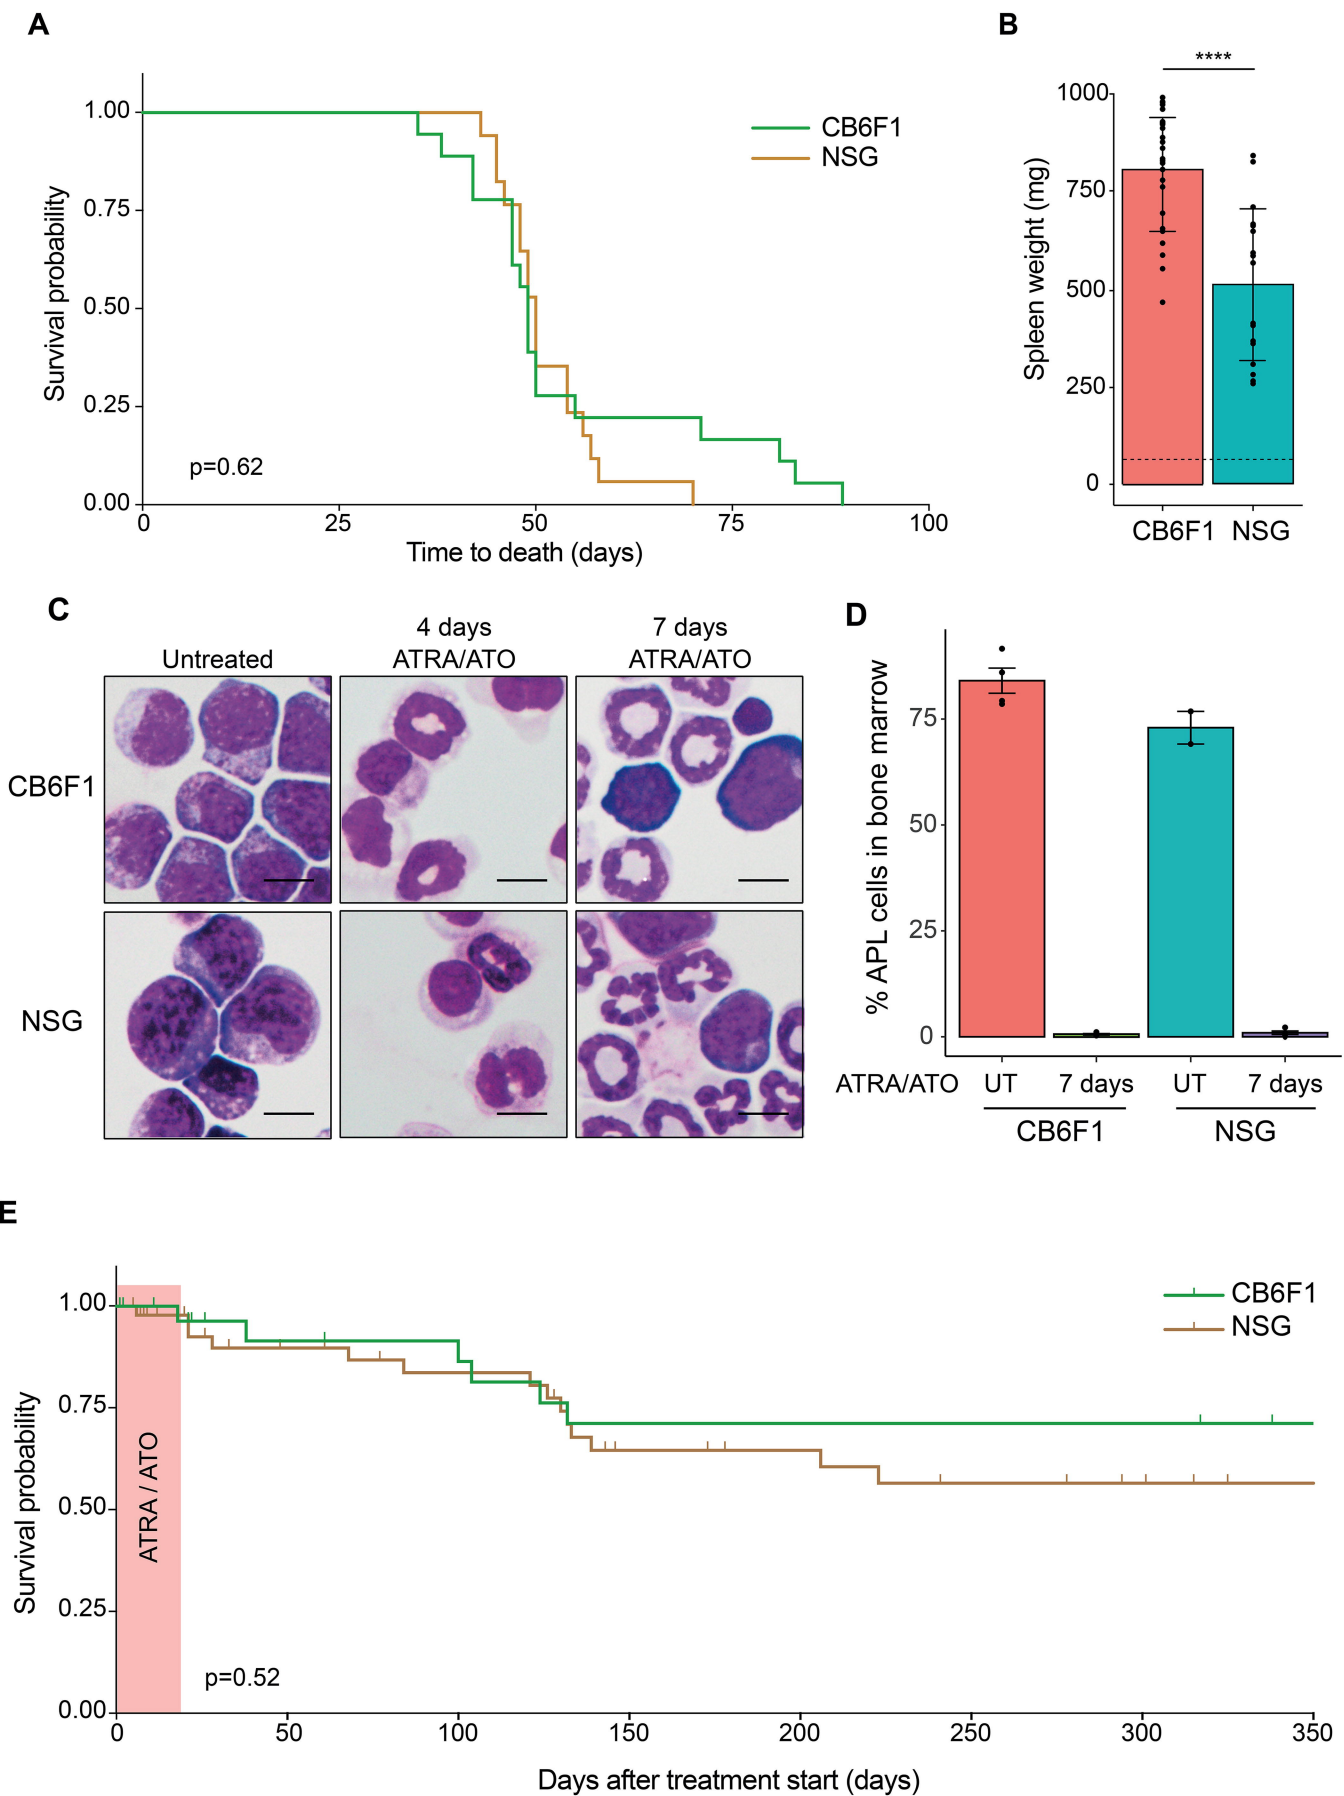 A
1.00
0.75
0.50
0.25
0.00
Survival probability
CB6F1
NSG
p=0.62
0 25 50 75 100
Time to death (days)
B
****
1000
750
500
250
0
Spleen weight (mg)
CB6F1 NSG
C
Untreated
4 days
ATRA/ATO
7 days
ATRA/ATO
CB6F1
NSG
D
75
50
25
0
% APL cells in bone marrow
ATRA/ATO UT 7 days UT 7 days
CB6F1 NSG
E
1.00
0.75
0.50
0.25
0.00
Survival probability
ATRA / ATO
CB6F1
NSG
p=0.52
0 50 100 150 200 250 300 350
Days after treatment start (days)